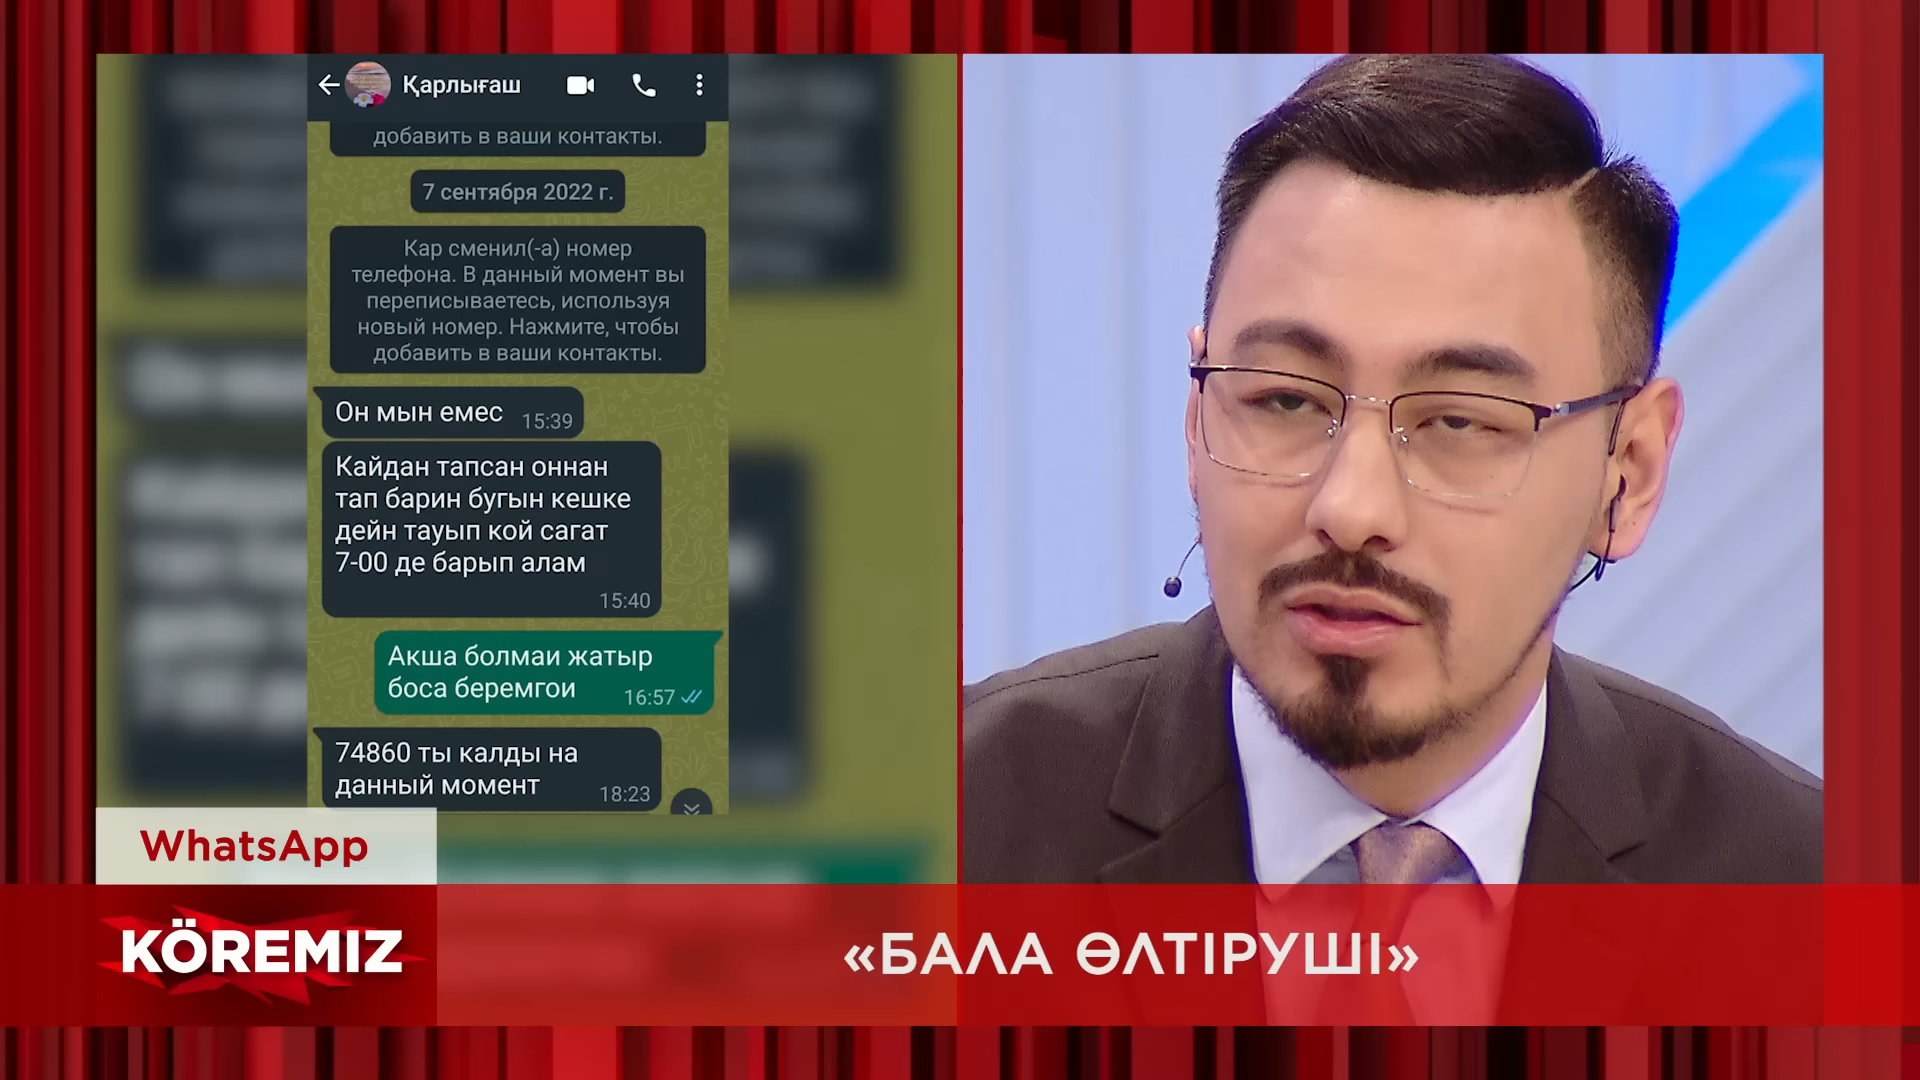 Қарлығаш
добавить в ваши контакты.
7 сентября 2022 г.
Кар сменил(-а) номер
телефона. В данный момент вы
переписываетесь, используя
новый номер. Нажмите, чтобы
добавить в ваши контакты.
Он мын емес 15:39
Кайдан тапсан оннан
тап барин бугын кешке
дейн тауып кой сагат
7-00 де барып алам
15:40
Акша болмаи жатыр
боса беремгои 16:57
74860 ты калды на
данный момент 18:23
WhatsApp
KÖREMIZ
«БАЛА ӨЛТІРУШІ»